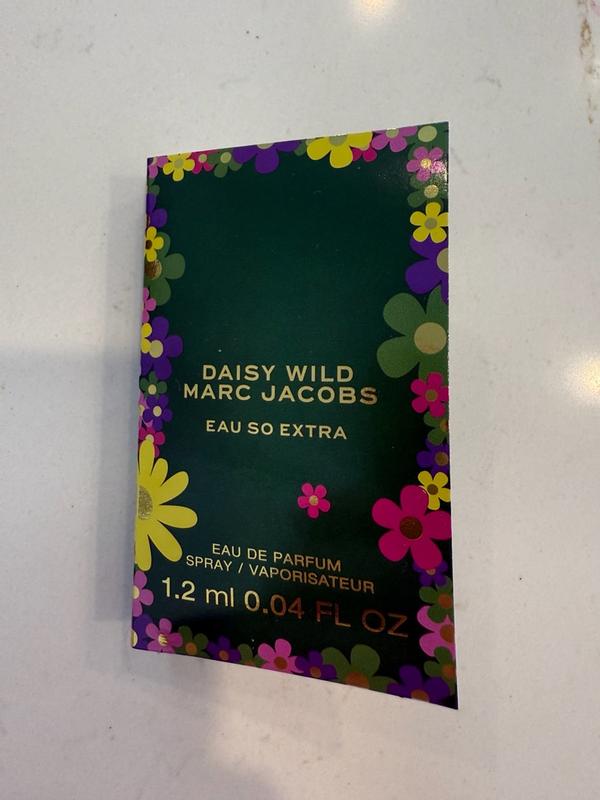 DAISY WILD
MARC JACOBS
EAU SO EXTRA
EAU DE PARFUM
SPRAY / VAPORISATEUR
1.2 ml 0.04 FL OZ